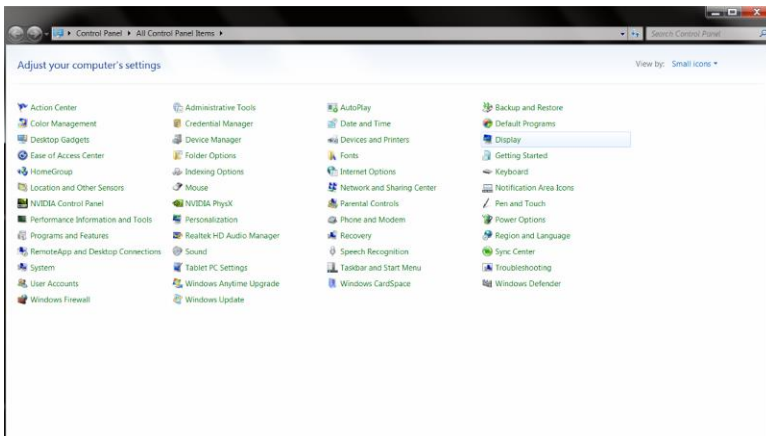 Control Panel All Control Panel Items Search Control Panel
Adjust your computer's settings View by: Small icons
Action Center Administrative Tools AutoPlay Backup and Restore
Color Management Credential Manager Date and Time Default Programs
Desktop Gadgets Device Manager Devices and Printers Display
Ease of Access Center Folder Options Fonts Getting Started
HomeGroup Indexing Options Internet Options Keyboard
Location and Other Sensors Mouse Network and Sharing Center Notification Area Icons
NVIDIA Control Panel NVIDIA PhysX Parental Controls Pen and Touch
Performance Information and Tools Personalization Phone and Modem Power Options
Programs and Features Realtek HD Audio Manager Recovery Region and Language
RemoteApp and Desktop Connections Sound Speech Recognition Sync Center
System Tablet PC Settings Taskbar and Start Menu Troubleshooting
User Accounts Windows Anytime Upgrade Windows CardSpace Windows Defender
Windows Firewall Windows Update